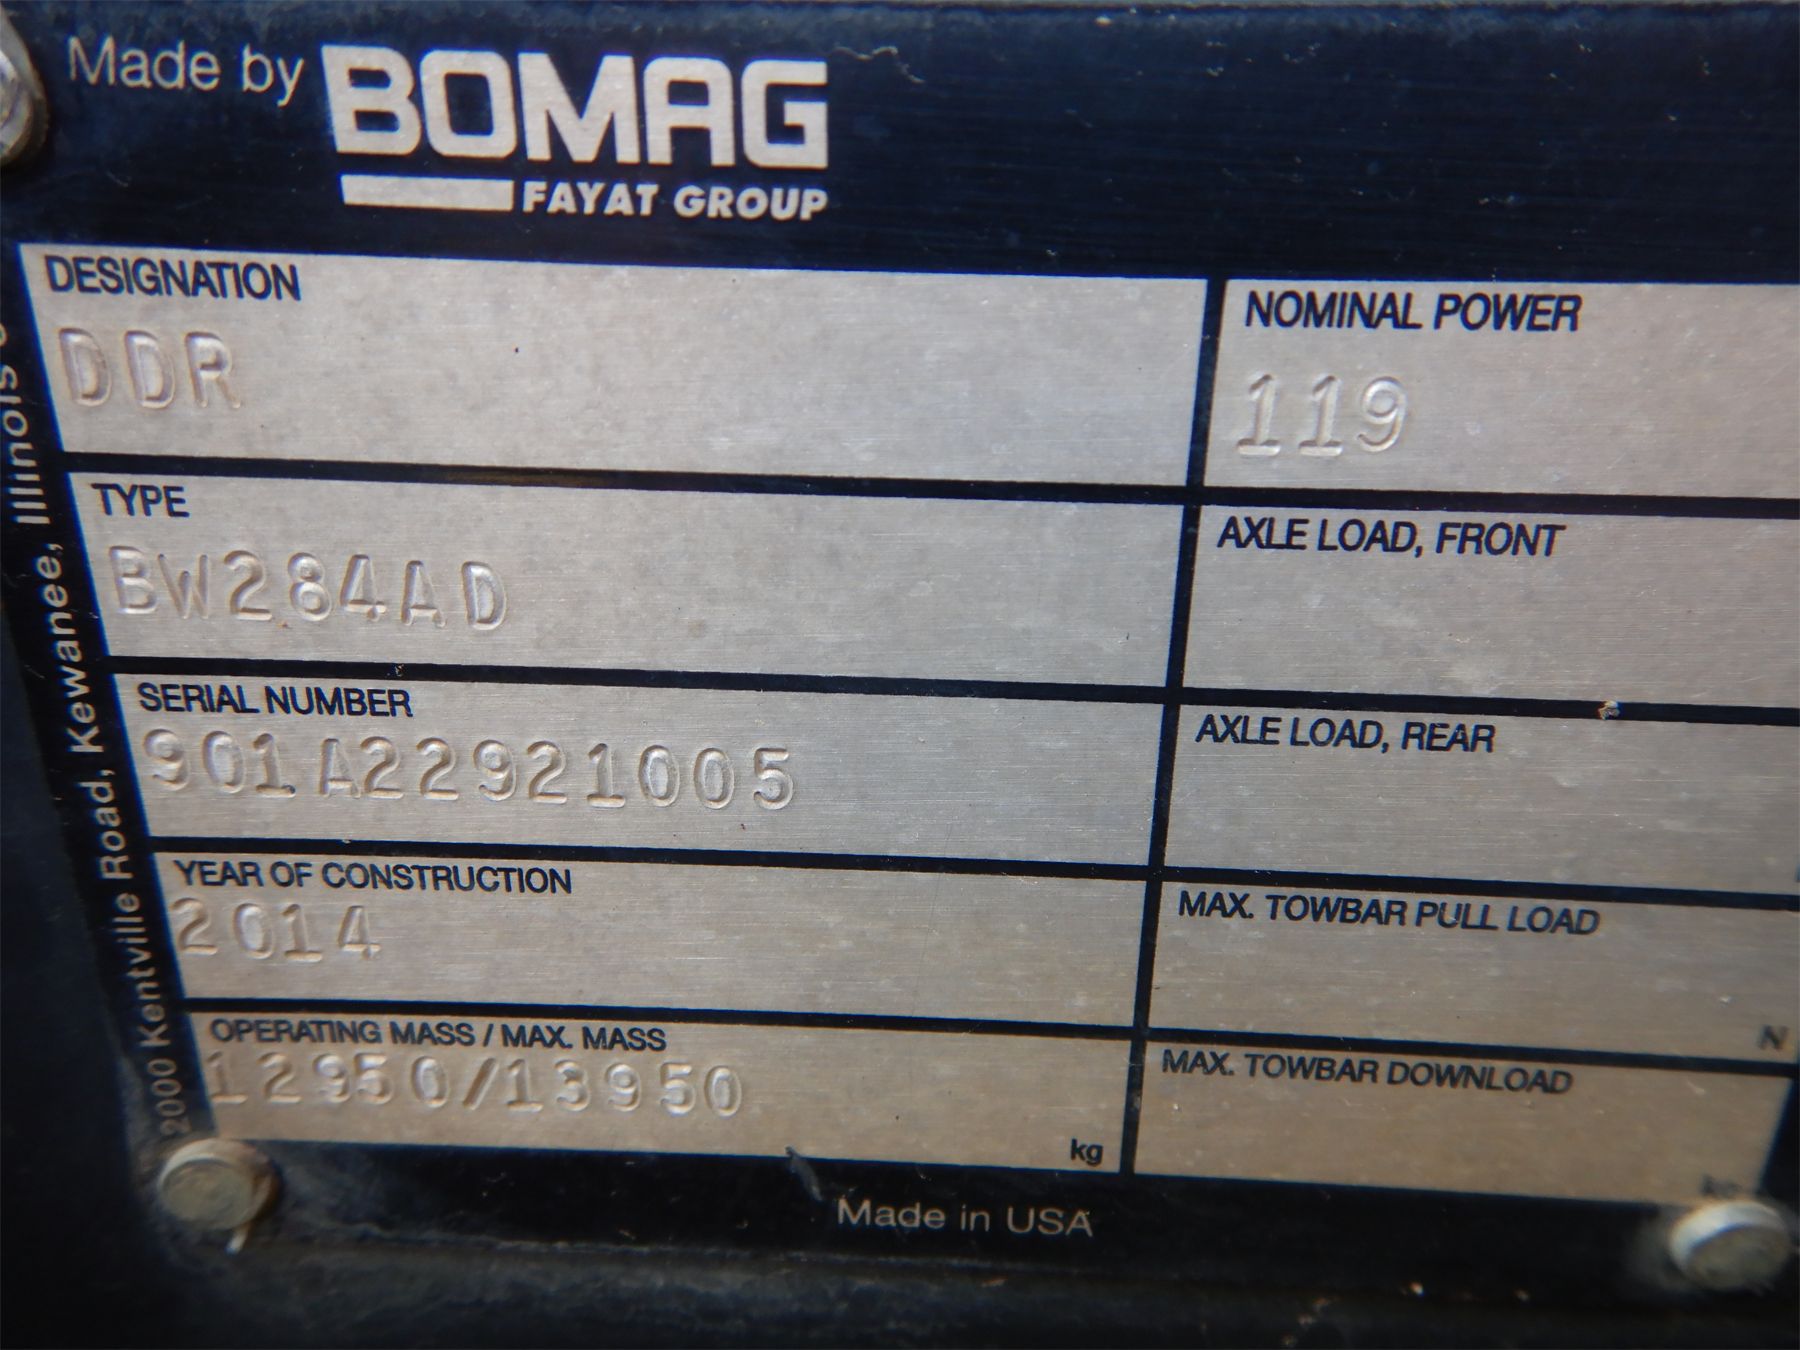 Made by BOMAG
FAYAT GROUP
DESIGNATION
DDR
NOMINAL POWER
119
TYPE
BW284AD
AXLE LOAD, FRONT
SERIAL NUMBER
901A22921005
AXLE LOAD, REAR
YEAR OF CONSTRUCTION
2014
MAX. TOWBAR PULL LOAD
N
OPERATING MASS / MAX. MASS
12950/13950
kg
MAX. TOWBAR DOWNLOAD
Made in USA
2000 Kentville Road, Kewanee, Illinois